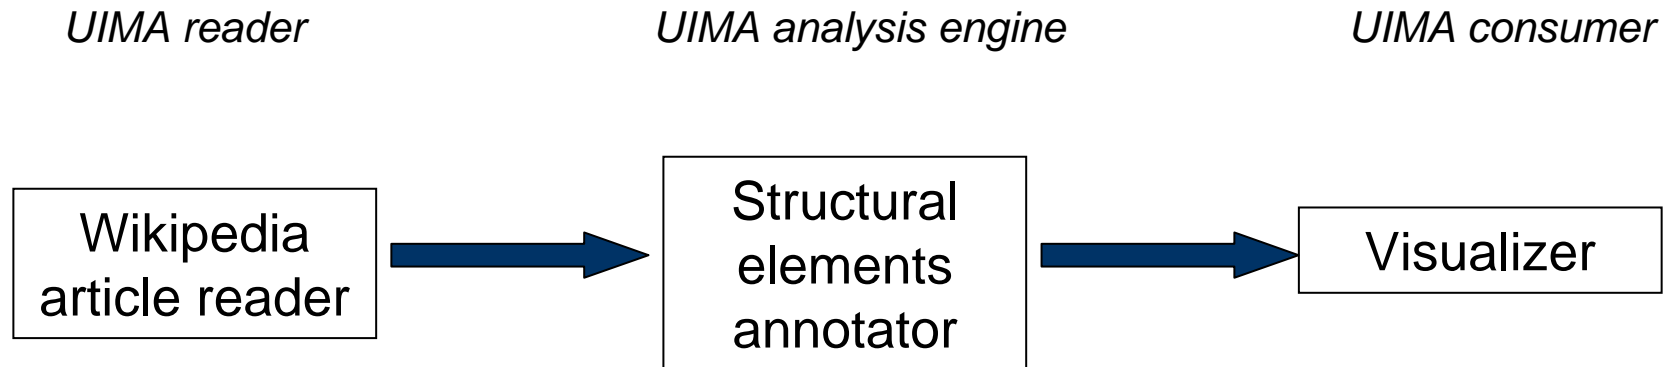 UIMA reader
UIMA analysis engine
UIMA consumer
Wikipedia
article reader
Structural
elements
annotator
Visualizer